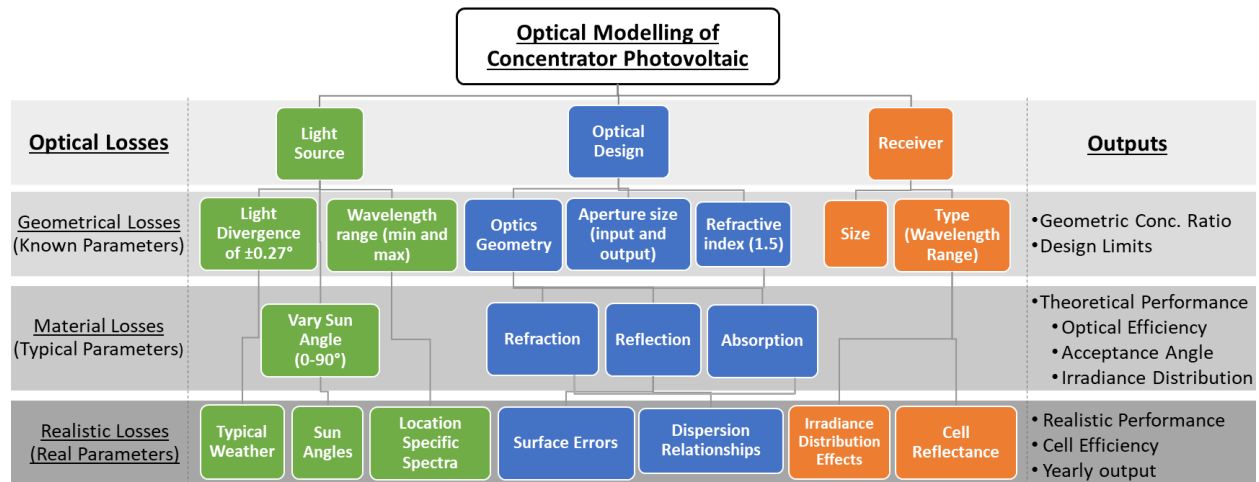 Optical Modelling of
Concentrator Photovoltaic
Optical Losses
Light
Source
Optical
Design
Receiver
Outputs
Geometrical Losses
(Known Parameters)
Light
Divergence
of ±0.27°
Wavelength
range (min and
max)
Optics
Geometry
Aperture size
(input and
output)
Refractive
index (1.5)
Size
Type
(Wavelength
Range)
•Geometric Conc. Ratio
•Design Limits
Material Losses
(Typical Parameters)
Vary Sun
Angle
(0-90°)
Refraction
Reflection
Absorption
•Theoretical Performance
•Optical Efficiency
•Acceptance Angle
•Irradiance Distribution
Realistic Losses
(Real Parameters)
Typical
Weather
Sun
Angles
Location
Specific
Spectra
Surface Errors
Dispersion
Relationships
Irradiance
Distribution
Effects
Cell
Reflectance
•Realistic Performance
•Cell Efficiency
•Yearly output